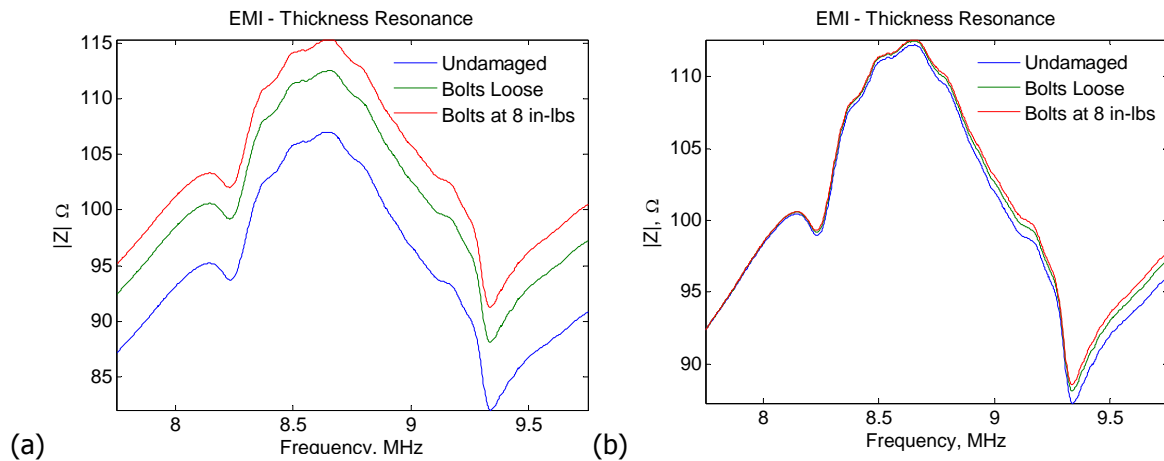 EMI - Thickness Resonance
115
110
105
100
95
90
85
|Z| Ω
Undamaged
Bolts Loose
Bolts at 8 in-lbs
8
8.5
9
9.5
Frequency, MHz
(a)
EMI - Thickness Resonance
110
105
100
95
90
|Z|, Ω
Undamaged
Bolts Loose
Bolts at 8 in-lbs
8
8.5
9
9.5
Frequency, MHz
(b)